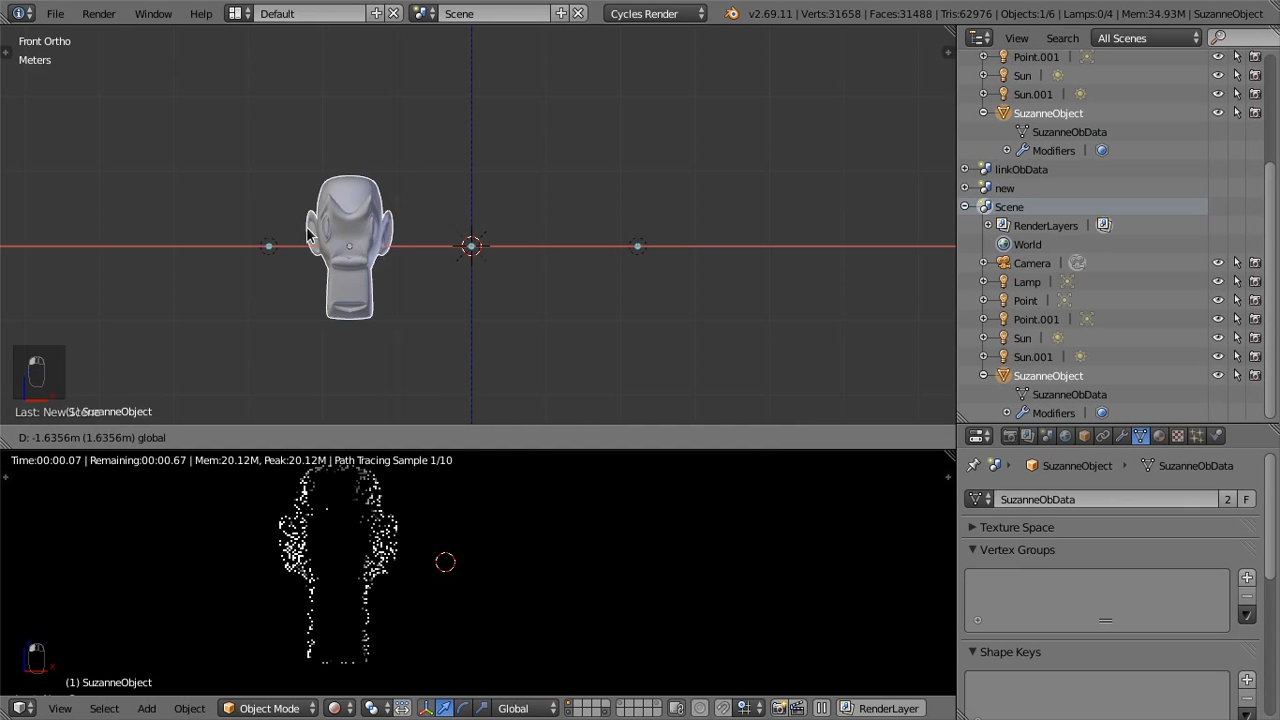 File Render Window Help Default Scene Cycles Render v2.69.11 | Verts:31658 | Faces:31488 | Tris:62976 | Objects:1/6 | Lamps:0/4 | Mem:34.93M | SuzanneObject
Front Ortho
Meters
Last: New Scene
(1) SuzanneObject
D: -1.6356m (1.6356m) global
Time:00:00.07 | Remaining:00:00.67 | Mem:20.12M, Peak:20.12M | Path Tracing Sample 1/10
(1) SuzanneObject
View Select Add Object Object Mode Global RenderLayer
View Search All Scenes
Point.001
Sun
Sun.001
SuzanneObject
SuzanneObData
Modifiers
linkObData
new
Scene
RenderLayers
World
Camera
Lamp
Point
Point.001
Sun
Sun.001
SuzanneObject
SuzanneObData
Modifiers
SuzanneObject SuzanneObData
SuzanneObData 2 F
Texture Space
Vertex Groups
Shape Keys